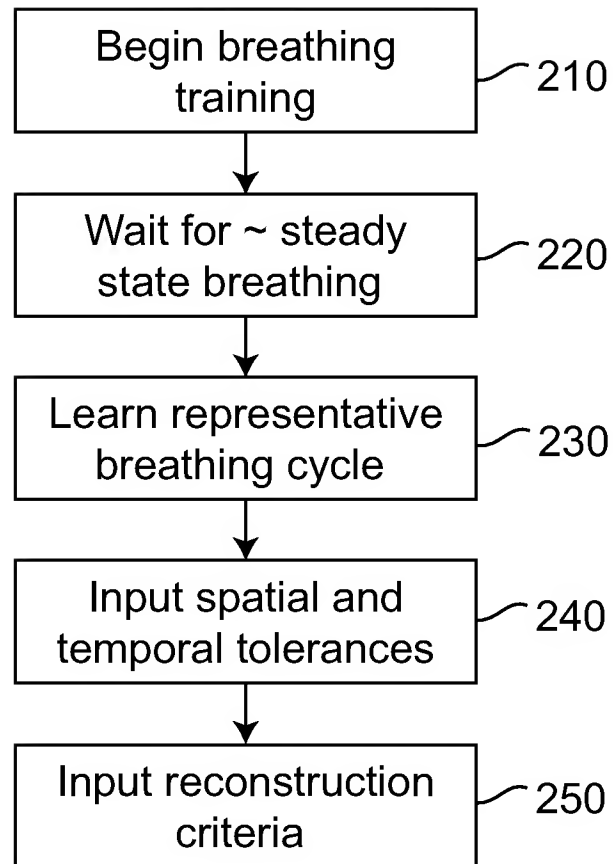 Begin breathing
training
210
Wait for ~ steady
state breathing
220
Learn representative
breathing cycle
230
Input spatial and
temporal tolerances
240
Input reconstruction
criteria
250